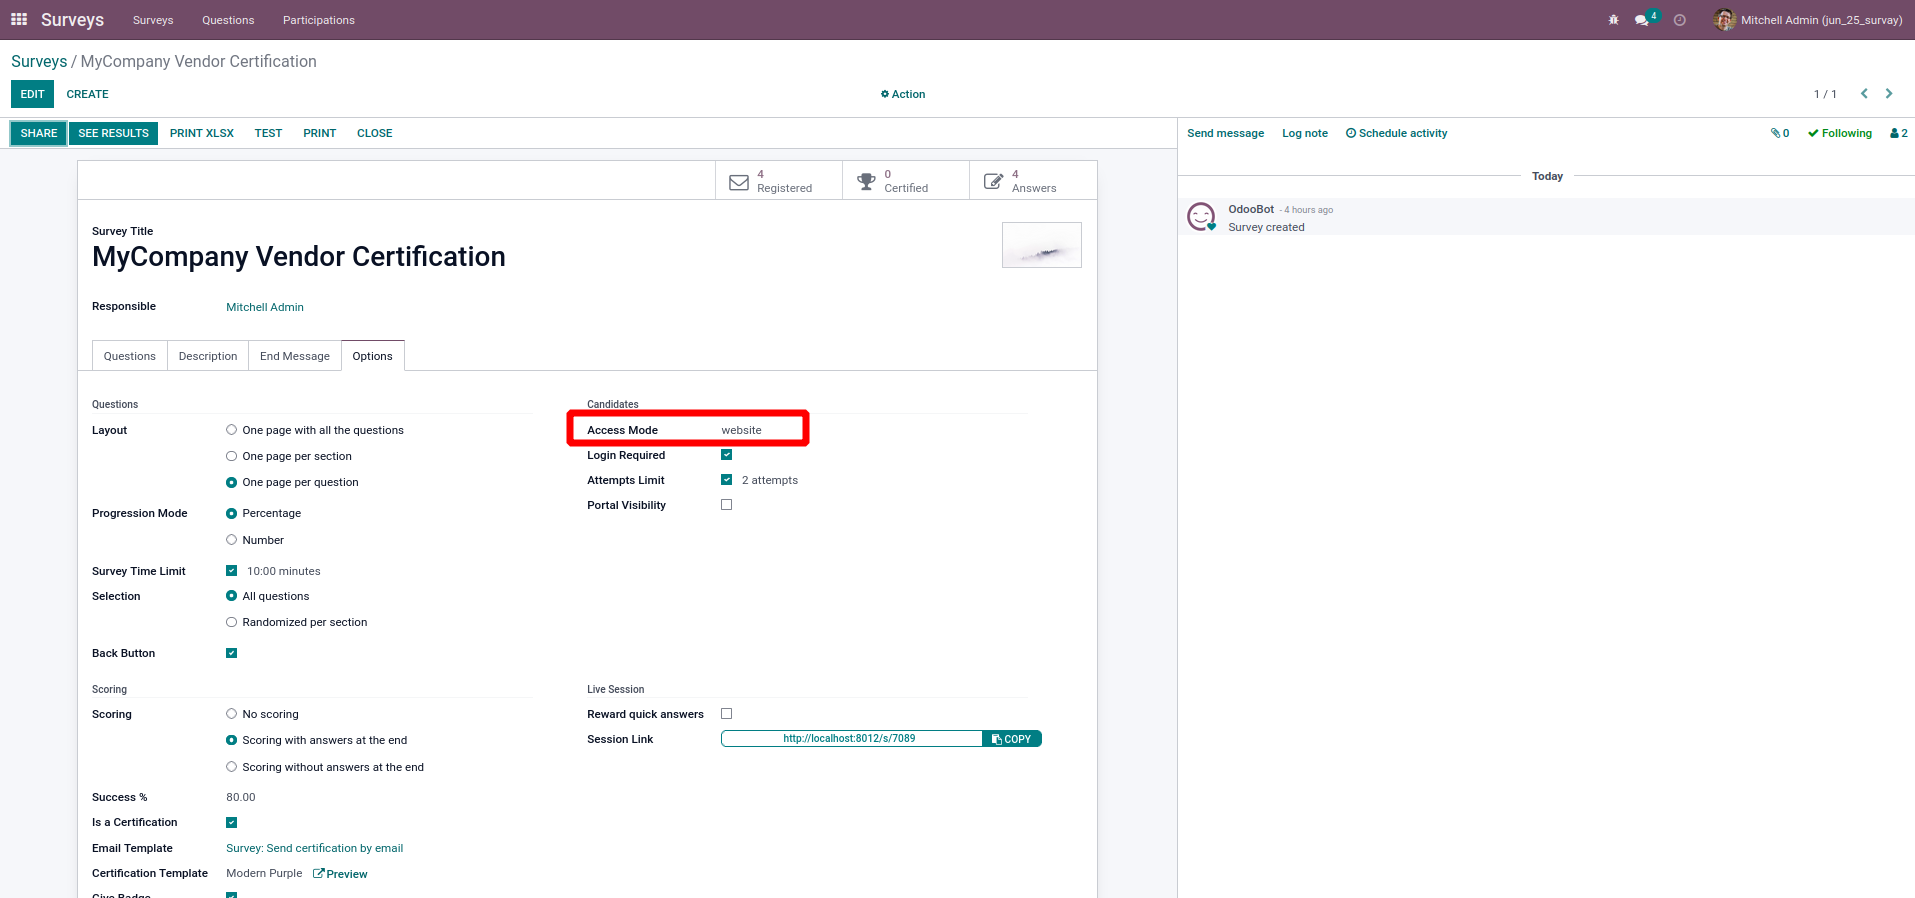 Surveys Surveys Questions Participations 4 Mitchell Admin (jun_25_survay)
Surveys / MyCompany Vendor Certification
EDIT CREATE Action 1 / 1
SHARE SEE RESULTS PRINT XLSX TEST PRINT CLOSE
Send message Log note Schedule activity 0 Following 2
4 Registered
0 Certified
4 Answers
Survey Title
MyCompany Vendor Certification
Responsible Mitchell Admin
Questions Description End Message Options
Questions
Layout One page with all the questions
One page per section
One page per question
Progression Mode Percentage
Number
Survey Time Limit 10:00 minutes
Selection All questions
Randomized per section
Back Button
Candidates
Access Mode website
Login Required
Attempts Limit 2 attempts
Portal Visibility
Scoring
Scoring No scoring
Scoring with answers at the end
Scoring without answers at the end
Success % 80.00
Is a Certification
Email Template Survey: Send certification by email
Certification Template Modern Purple Preview
Give Badge
Live Session
Reward quick answers
Session Link http://localhost:8012/s/7089 COPY
Today
OdooBot - 4 hours ago
Survey created